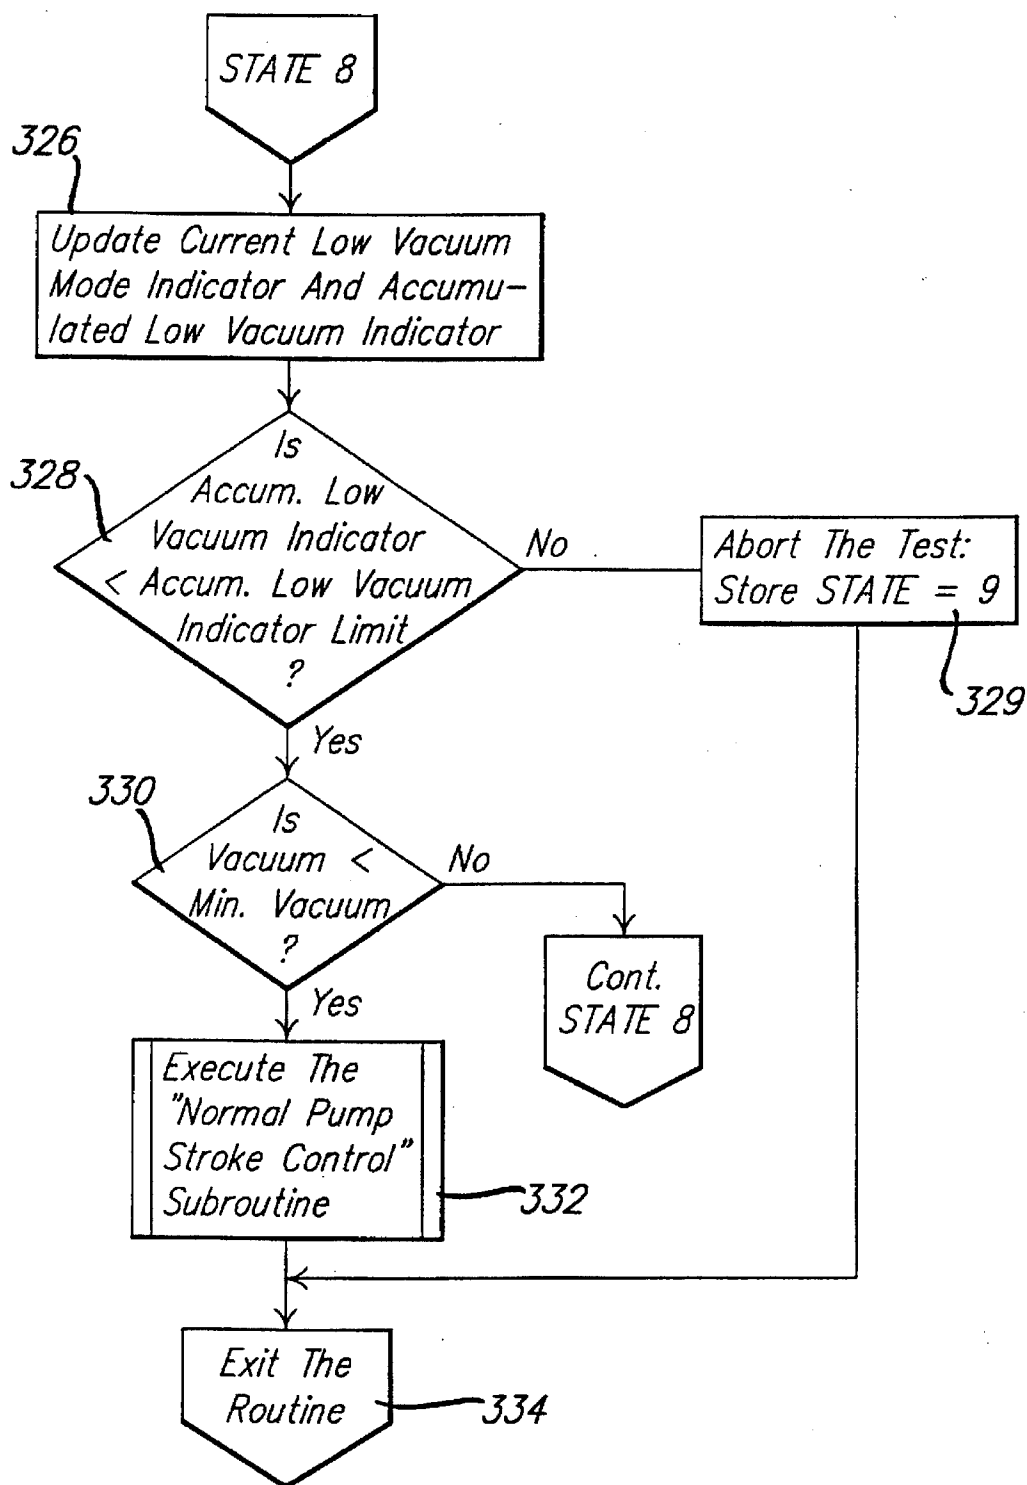 STATE 8
326
Update Current Low Vacuum
Mode Indicator And Accumu-
lated Low Vacuum Indicator
328
Is
Accum. Low
Vacuum Indicator
< Accum. Low Vacuum
Indicator Limit
?
No
Abort The Test:
Store STATE = 9
329
Yes
330
Is
Vacuum <
Min. Vacuum
?
No
Cont.
STATE 8
Yes
Execute The
"Normal Pump
Stroke Control"
Subroutine
332
Exit The
Routine
334